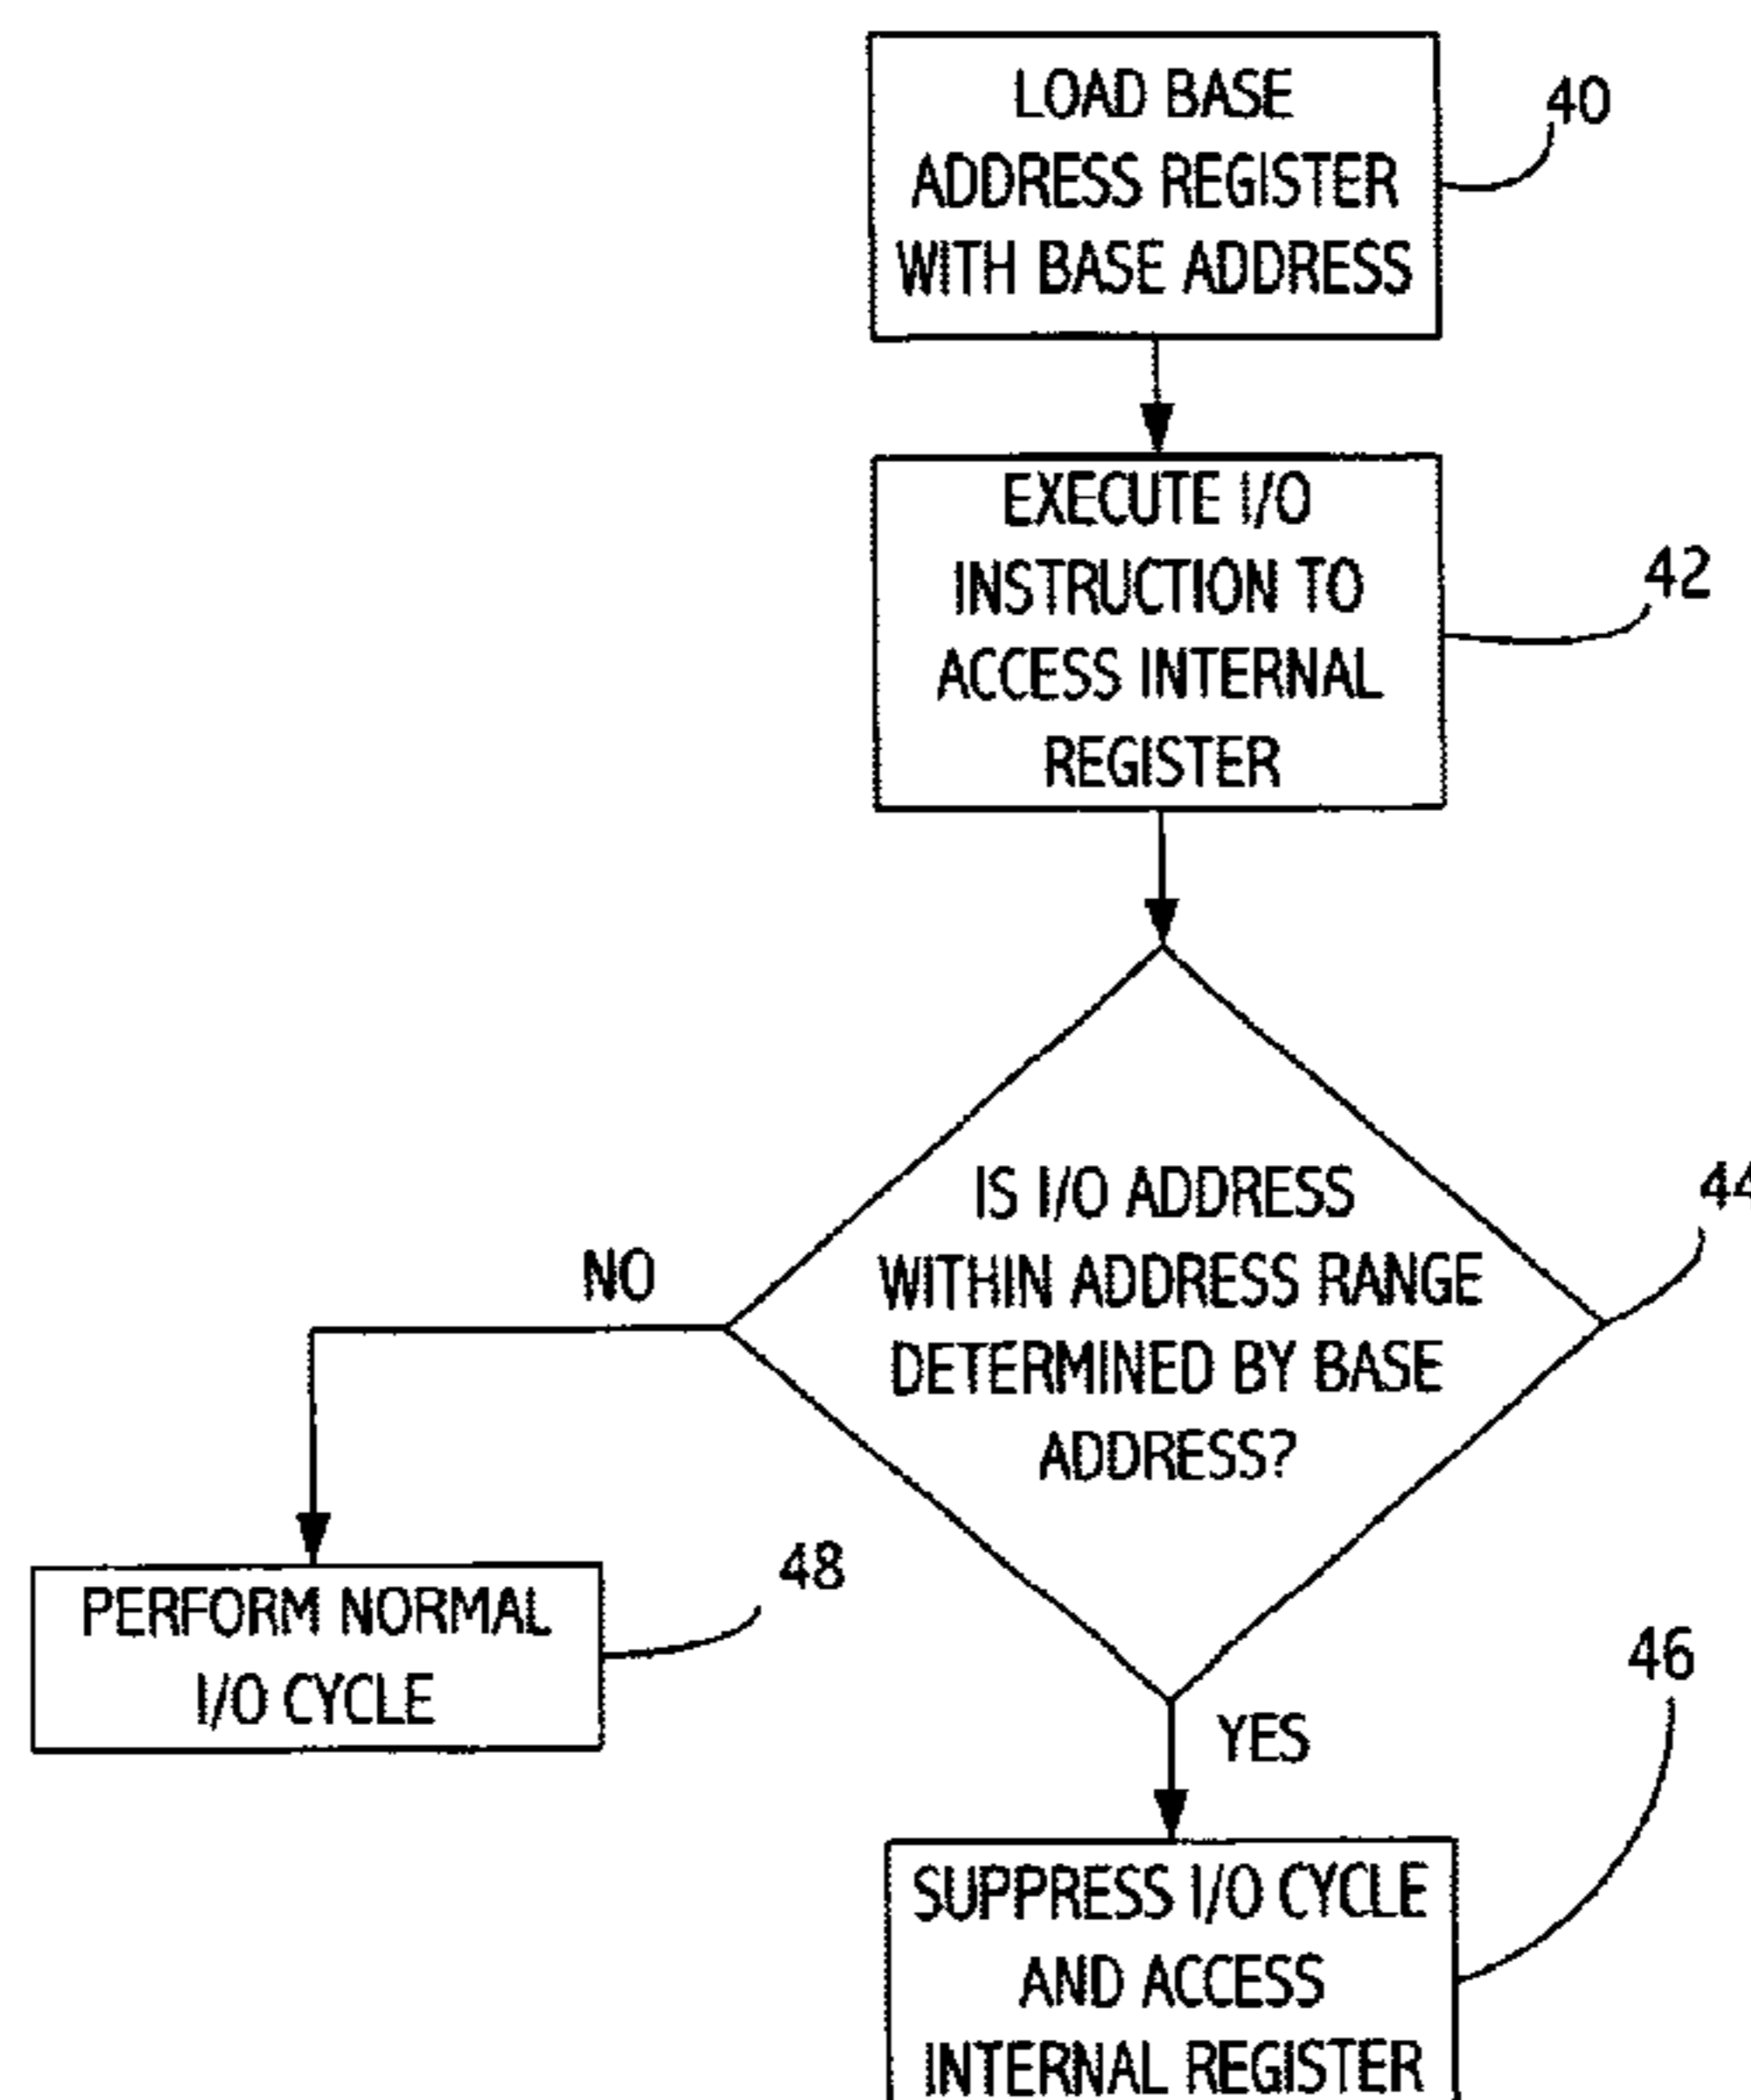 LOAD BASE
ADDRESS REGISTER
WITH BASE ADDRESS
40
EXECUTE I/O
INSTRUCTION TO
ACCESS INTERNAL
REGISTER
42
IS I/O ADDRESS
WITHIN ADDRESS RANGE
DETERMINED BY BASE
ADDRESS?
44
NO
PERFORM NORMAL
I/O CYCLE
48
YES
46
SUPPRESS I/O CYCLE
AND ACCESS
INTERNAL REGISTER